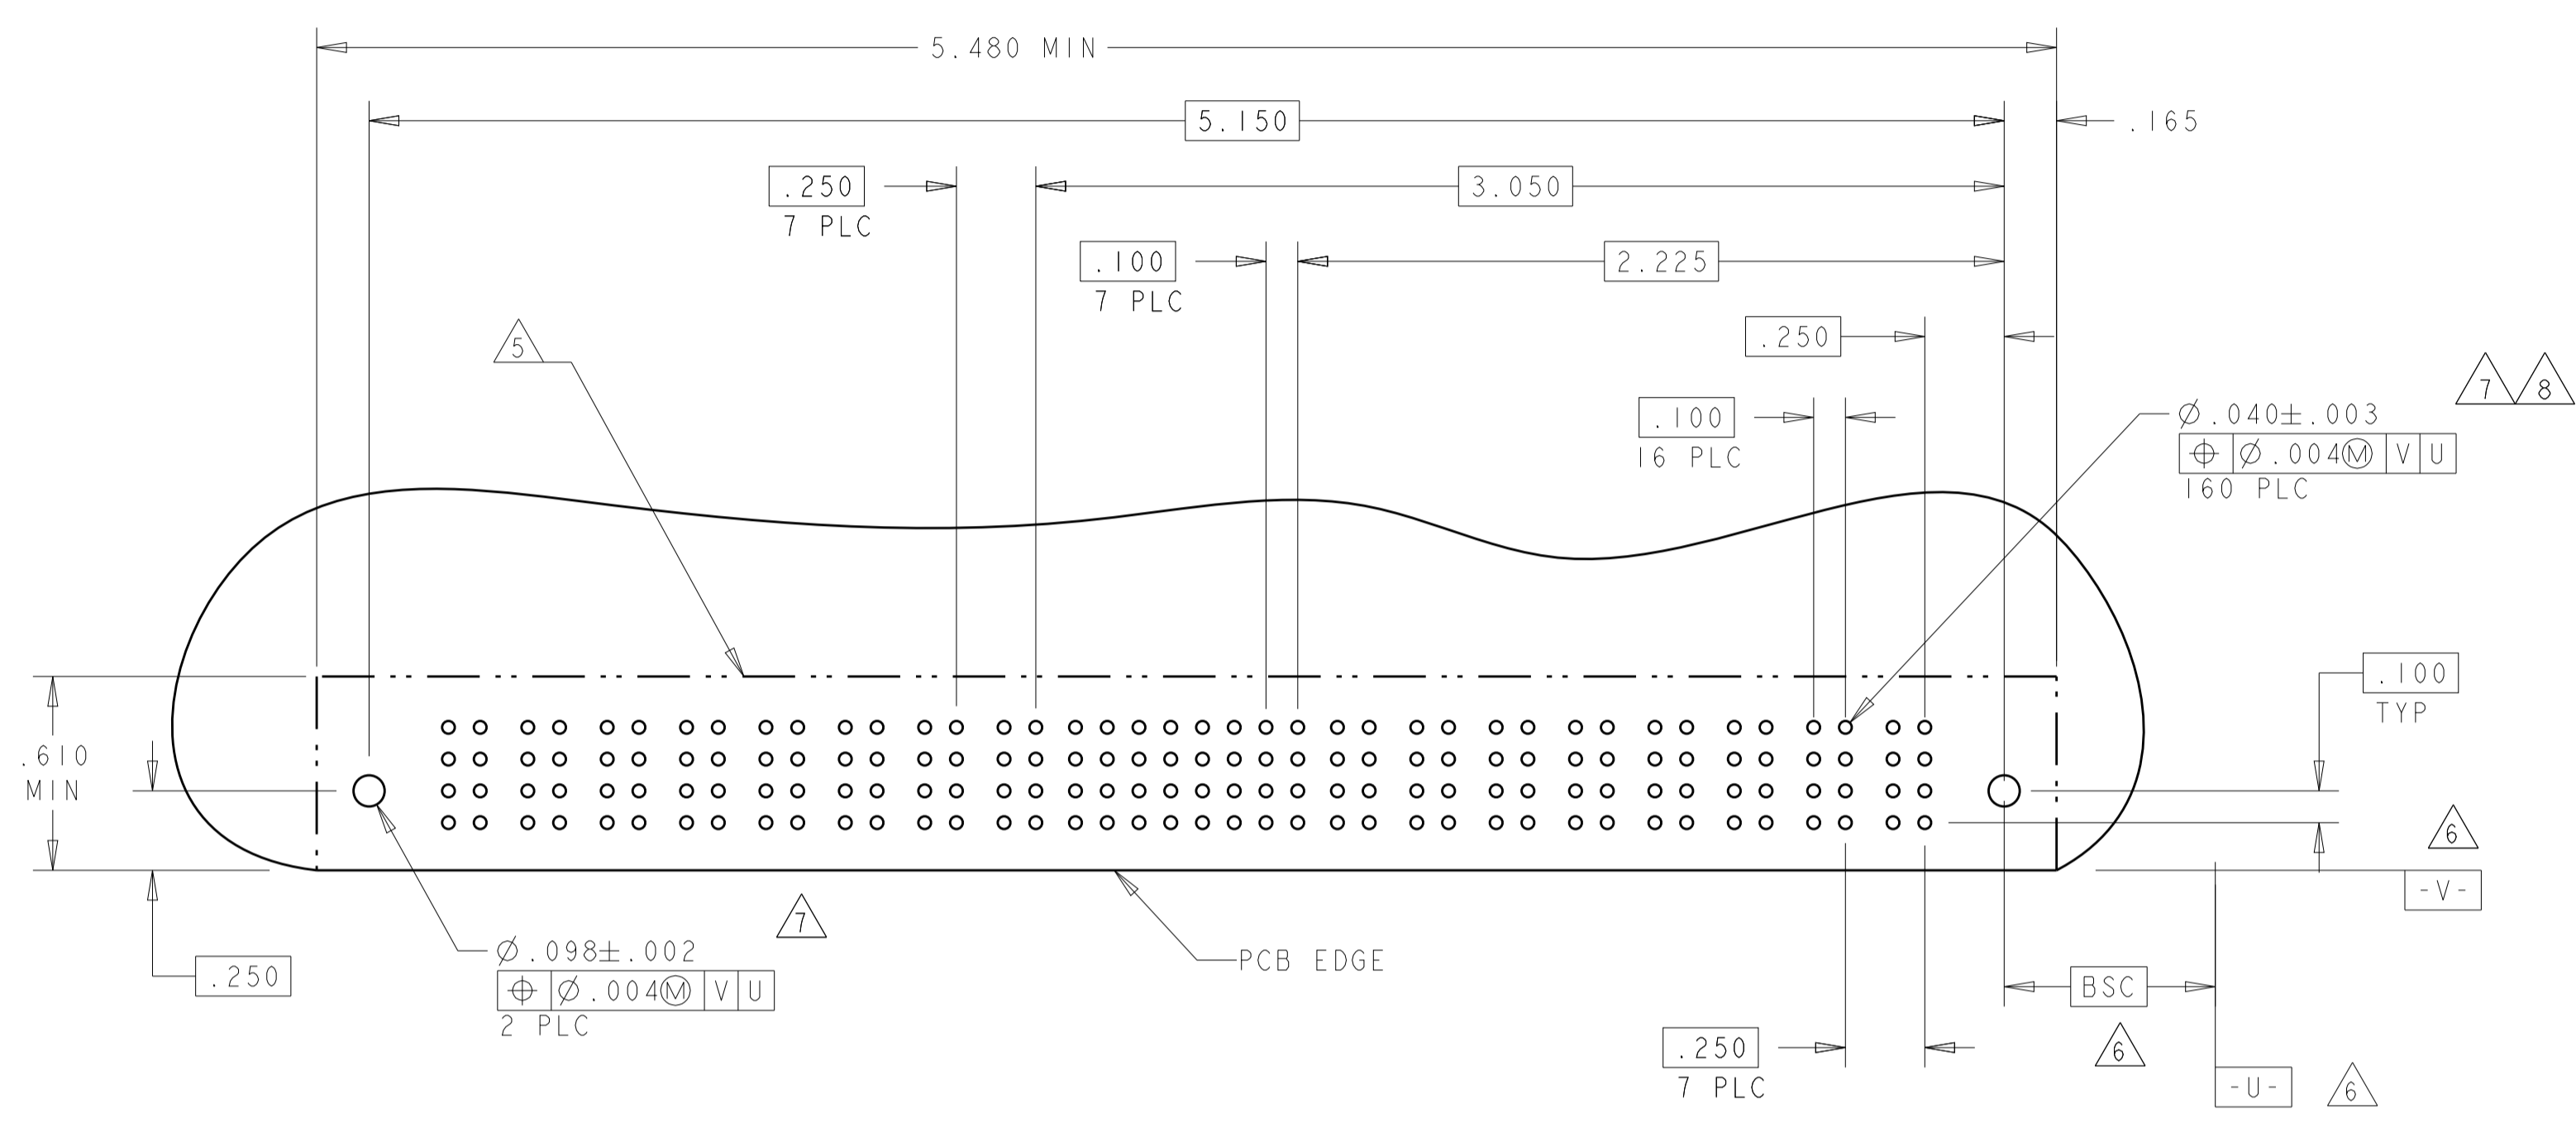 5.480 MIN
5.150
.165
.250
7 PLC
3.050
.100
7 PLC
2.225
5
.250
7 8
.100
16 PLC
⌀.040±.003
⌖ ⌀.004Ⓜ V U
160 PLC
.610
MIN
.100
TYP
6
-V-
7
⌀.098±.002
⌖ ⌀.004Ⓜ V U
2 PLC
.250
PCB EDGE
BSC
6
.250
7 PLC
-U- 6